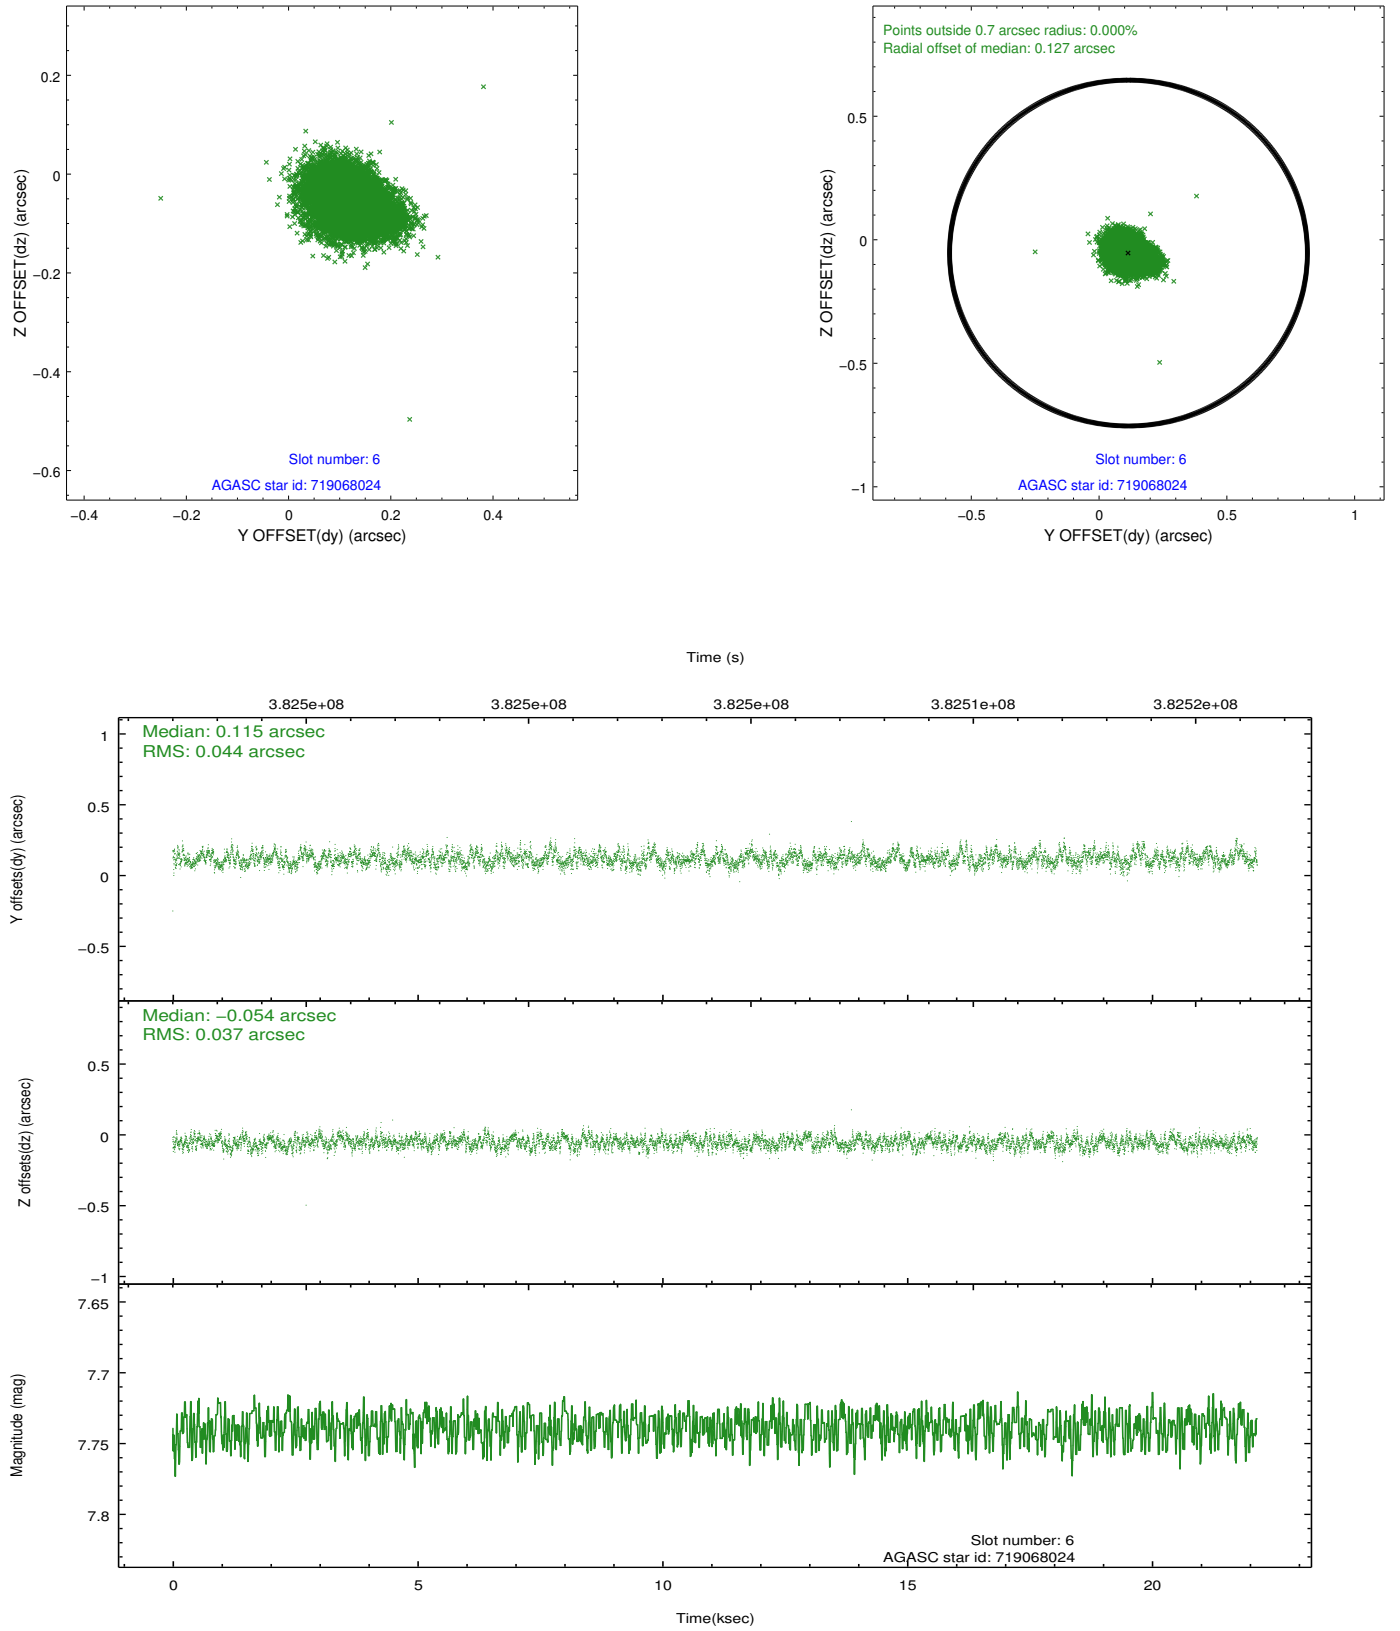 0.2
0
−0.2
−0.4
−0.6
Z OFFSET(dz) (arcsec)
Slot number: 6
AGASC star id: 719068024
−0.4
−0.2
0
0.2
0.4
Y OFFSET(dy) (arcsec)
Points outside 0.7 arcsec radius: 0.000%
Radial offset of median: 0.127 arcsec
0.5
0
−0.5
−1
Z OFFSET(dz) (arcsec)
Slot number: 6
AGASC star id: 719068024
−0.5
0
0.5
1
Y OFFSET(dy) (arcsec)
Time (s)
3.825e+08
3.825e+08
3.825e+08
3.8251e+08
3.8252e+08
Median: 0.115 arcsec
RMS: 0.044 arcsec
1
0.5
0
−0.5
Y offsets(dy) (arcsec)
Median: −0.054 arcsec
RMS: 0.037 arcsec
0.5
0
−0.5
−1
Z offsets(dz) (arcsec)
7.65
7.7
7.75
7.8
Magnitude (mag)
Slot number: 6
AGASC star id: 719068024
0
5
10
15
20
Time(ksec)